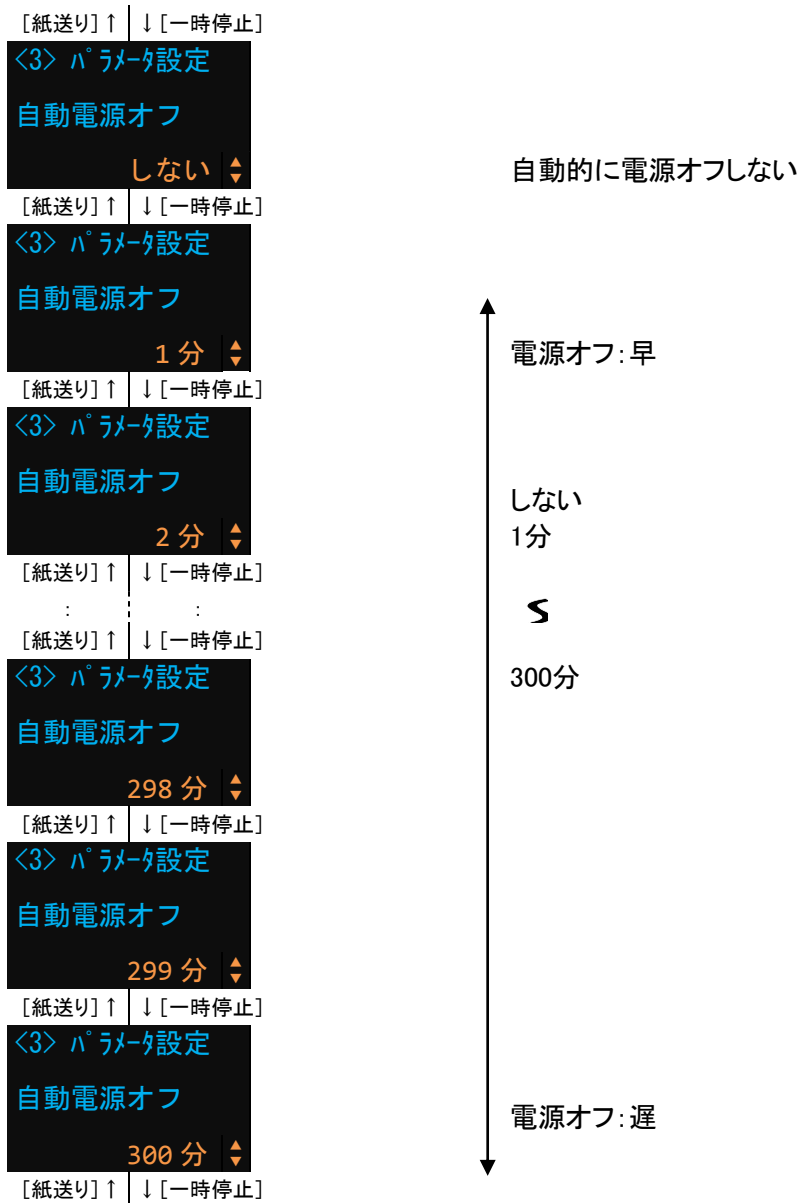 [紙送り]↑ ↓[一時停止]
<3> ﾊﾟﾗﾒｰﾀ設定
自動電源オフ
しない
自動的に電源オフしない
[紙送り]↑ ↓[一時停止]
<3> ﾊﾟﾗﾒｰﾀ設定
自動電源オフ
1 分
電源オフ：早
[紙送り]↑ ↓[一時停止]
<3> ﾊﾟﾗﾒｰﾀ設定
自動電源オフ
2 分
しない
1分
[紙送り]↑ ↓[一時停止]
: :
[紙送り]↑ ↓[一時停止]
<3> ﾊﾟﾗﾒｰﾀ設定
300分
自動電源オフ
298 分
[紙送り]↑ ↓[一時停止]
<3> ﾊﾟﾗﾒｰﾀ設定
自動電源オフ
299 分
[紙送り]↑ ↓[一時停止]
<3> ﾊﾟﾗﾒｰﾀ設定
自動電源オフ
300 分
電源オフ：遅
[紙送り]↑ ↓[一時停止]